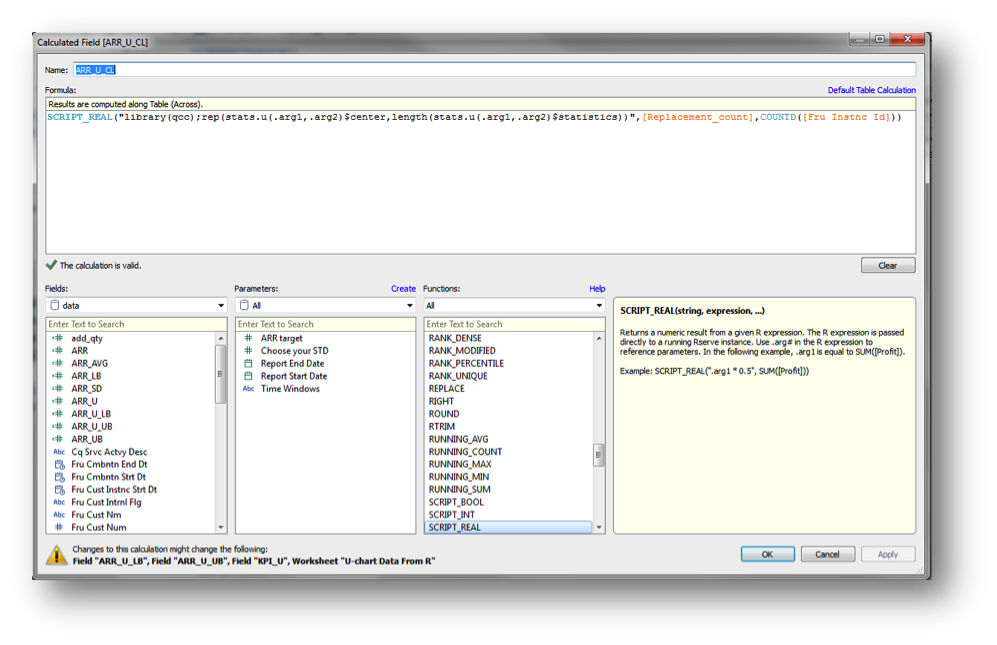 Calculated Field [ARR_U_CL]
Name: ARR_U_CL
Formula: Default Table Calculation
Results are computed along Table (Across).
SCRIPT_REAL("library(qcc);rep(stats.u(.arg1,.arg2)$center,length(stats.u(.arg1,.arg2)$statistics))",[Replacement_count],COUNTD([Fru Instnc Id]))
The calculation is valid.
Clear
Fields:
data
Enter Text to Search
add_qty
ARR
ARR_AVG
ARR_LB
ARR_SD
ARR_U
ARR_U_LB
ARR_U_UB
ARR_UB
Abc Cq Srvc Actvy Desc
Fru Cmbntn End Dt
Fru Cmbntn Strt Dt
Fru Cust Instnc Strt Dt
Abc Fru Cust Intrnl Flg
Abc Fru Cust Nm
# Fru Cust Num
Parameters: Create
All
Enter Text to Search
# ARR target
# Choose your STD
Report End Date
Report Start Date
Abc Time Windows
Functions: Help
All
Enter Text to Search
RANK_DENSE
RANK_MODIFIED
RANK_PERCENTILE
RANK_UNIQUE
REPLACE
RIGHT
ROUND
RTRIM
RUNNING_AVG
RUNNING_COUNT
RUNNING_MAX
RUNNING_MIN
RUNNING_SUM
SCRIPT_BOOL
SCRIPT_INT
SCRIPT_REAL
SCRIPT_REAL(string, expression, ...)
Returns a numeric result from a given R expression. The R expression is passed
directly to a running Rserve instance. Use .arg# in the R expression to
reference parameters. In the following example, .arg1 is equal to SUM([Profit]).
Example: SCRIPT_REAL(".arg1 * 0.5", SUM([Profit]))
Changes to this calculation might change the following:
Field "ARR_U_LB", Field "ARR_U_UB", Field "KPI_U", Worksheet "U-chart Data From R"
OK Cancel Apply